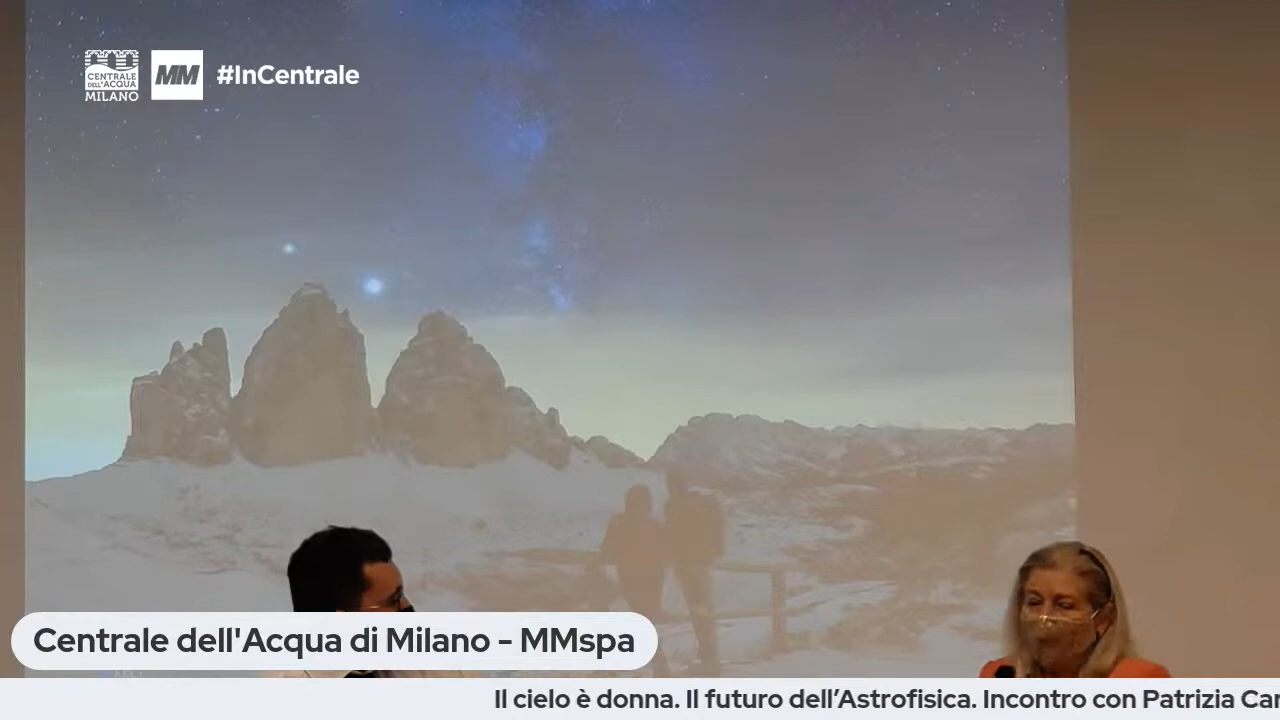 CENTRALE
DELL'ACQUA
MILANO
MM
#InCentrale
Centrale dell'Acqua di Milano - MMspa
Il cielo è donna. Il futuro dell’Astrofisica. Incontro con Patrizia Car